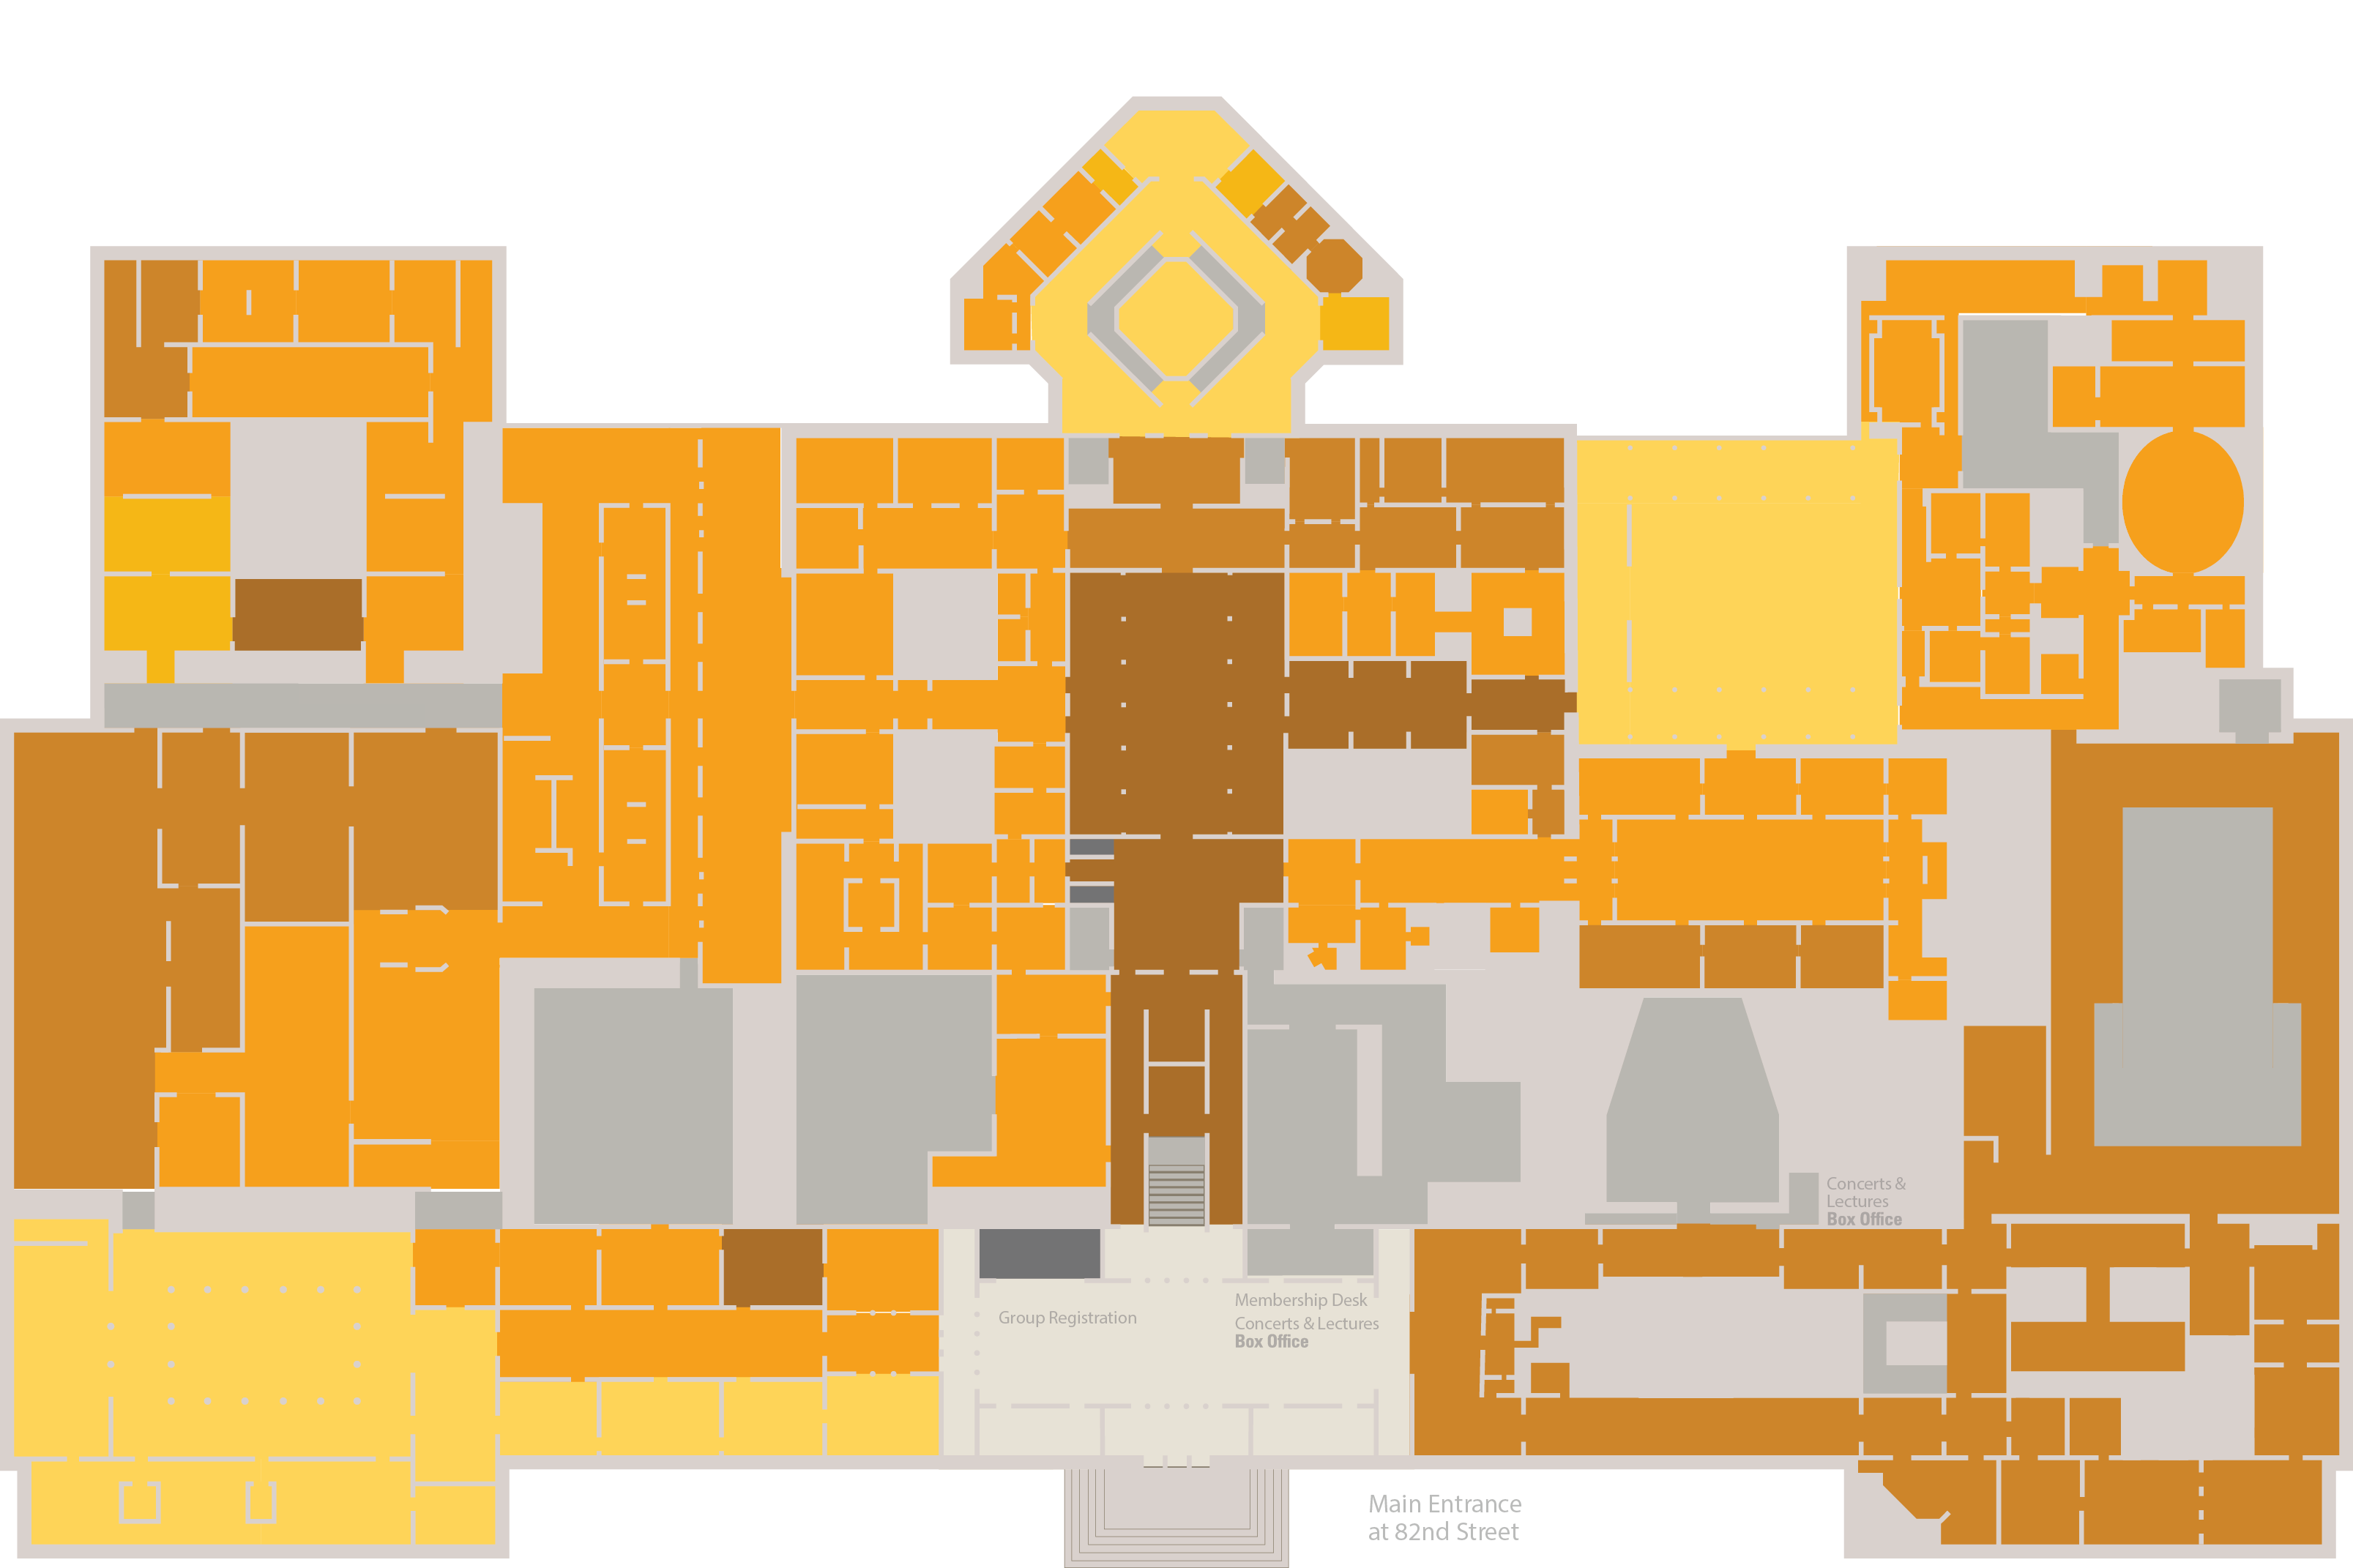 Concerts &
Lectures
Box Office
Membership Desk
Group Registration
Concerts & Lectures
Box Office
Main Entrance
at 82nd Street